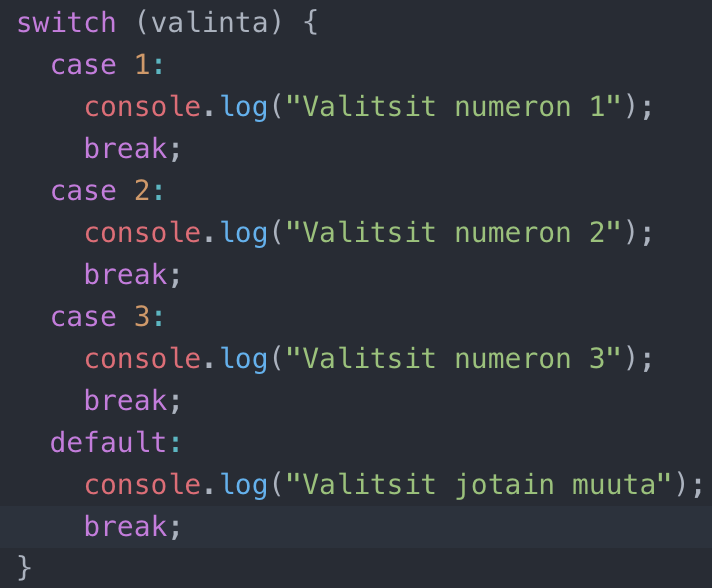 switch (valinta) {
  case 1:
    console.log("Valitsit numeron 1");
    break;
  case 2:
    console.log("Valitsit numeron 2");
    break;
  case 3:
    console.log("Valitsit numeron 3");
    break;
  default:
    console.log("Valitsit jotain muuta");
    break;
}